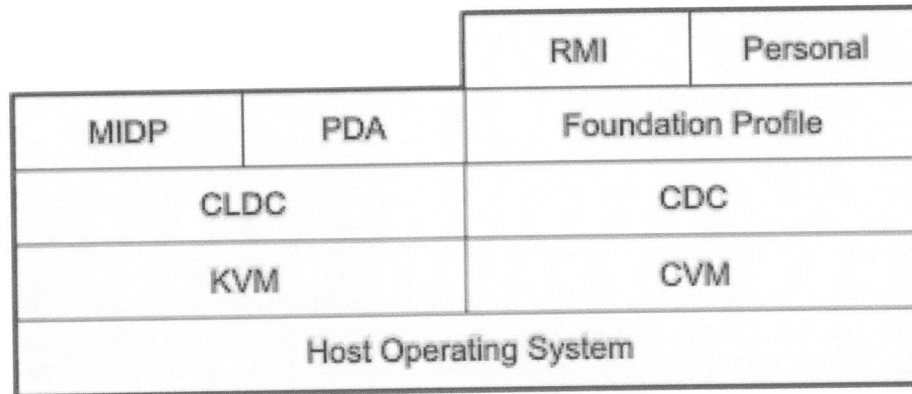 RMI Personal
MIDP PDA Foundation Profile
CLDC CDC
KVM CVM
Host Operating System